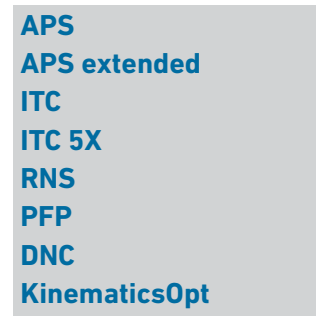 APS
APS extended
ITC
ITC 5X
RNS
PFP
DNC
KinematicsOpt